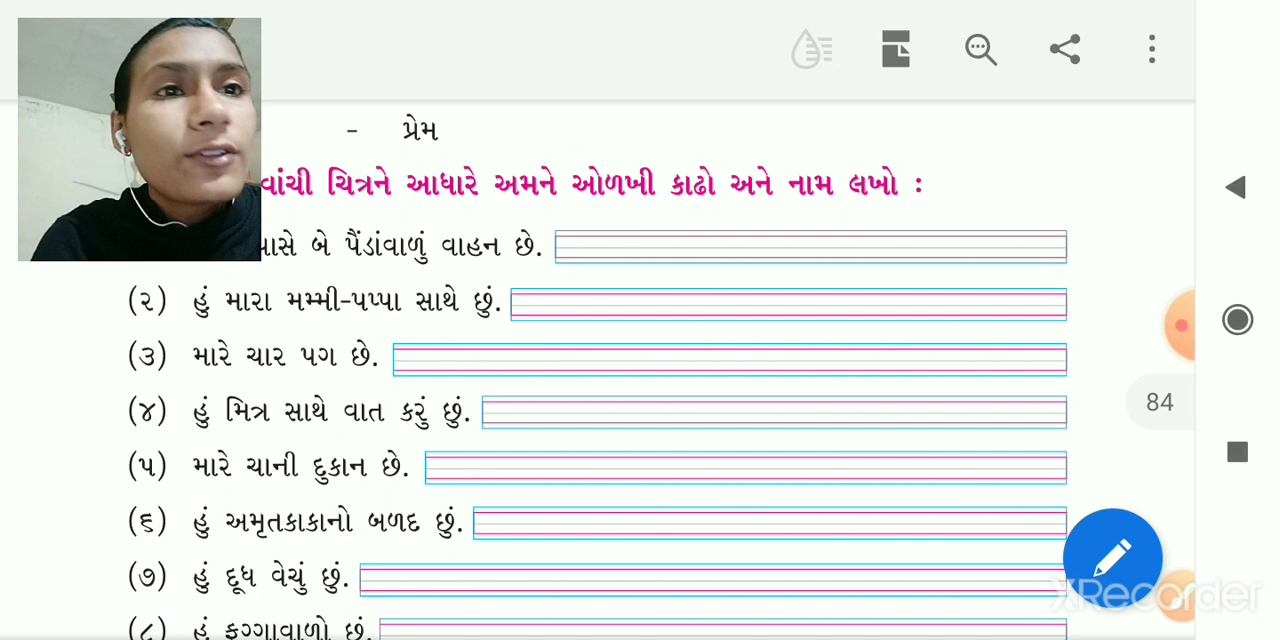 - પ્રેમ
વાંચી ચિત્રને આધારે અમને ઓળખી કાઢો અને નામ લખો :
બે પૈંડાંવાળું વાહન છે.
(૨) હું મારા મમ્મી-પપ્પા સાથે છું.
(૩) મારે ચાર પગ છે.
(૪) હું મિત્ર સાથે વાત કરું છું.
(૫) મારે ચાની દુકાન છે.
(૬) હું અમૃતકાકાનો બળદ છું.
(૭) હું દૂધ વેચું છું.
(૮) હું ફુગ્ગાવાળો છું.
84
XRecorder